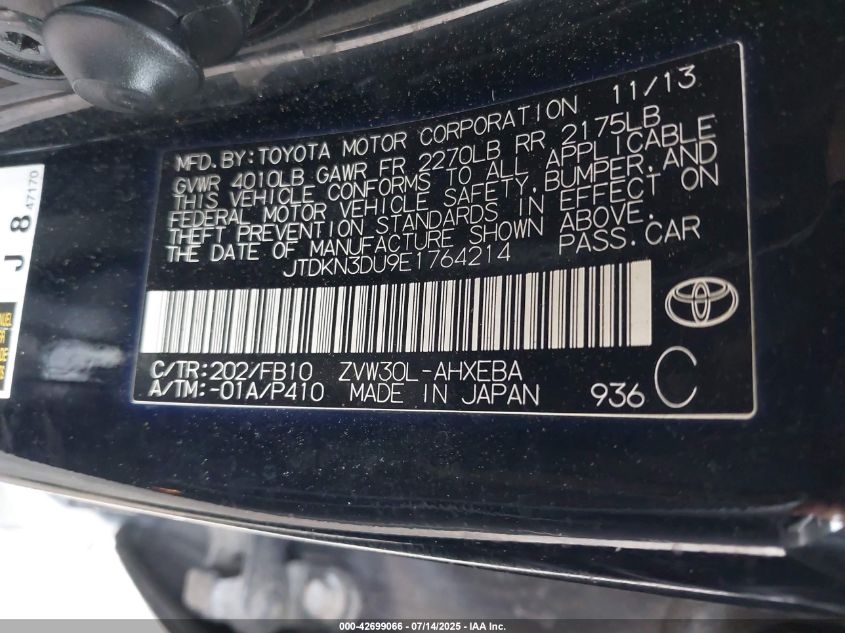 MFD. BY: TOYOTA MOTOR CORPORATION 11/13
GVWR 4010LB GAWR FR 2270LB RR 2175LB
THIS VEHICLE CONFORMS TO ALL APPLICABLE
FEDERAL MOTOR VEHICLE SAFETY, BUMPER, AND
THEFT PREVENTION STANDARDS IN EFFECT ON
THE DATE OF MANUFACTURE SHOWN ABOVE.
JTDKN3DU9E1764214 PASS. CAR
C/TR: 202/FB10 ZVW30L-AHXEBA
A/TM: -01A/P410 MADE IN JAPAN 936 C
J 8 47170
000-42699066 - 07/14/2025 - IAA Inc.